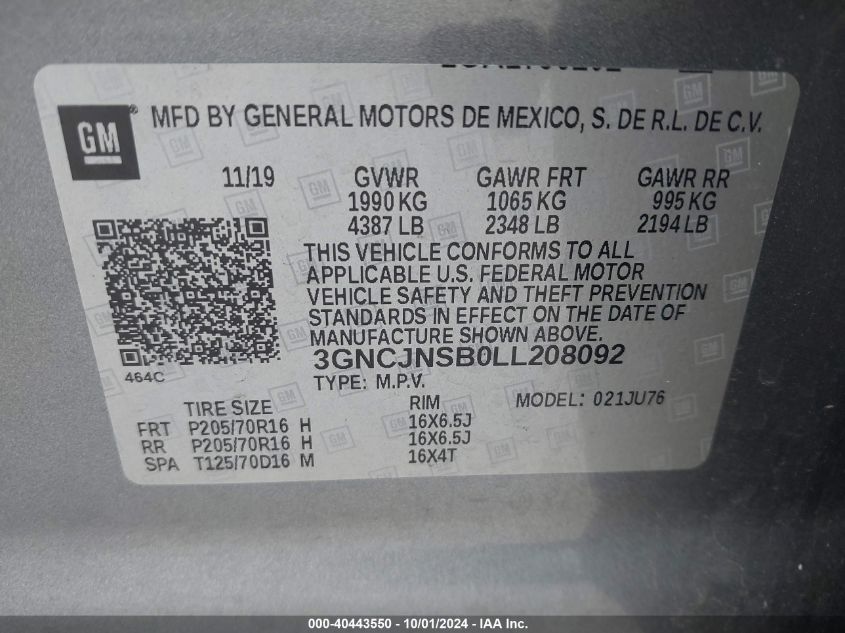 GM
MFD BY GENERAL MOTORS DE MEXICO, S. DE R.L. DE C.V.
11/19 GVWR GAWR FRT GAWR RR
1990 KG 1065 KG 995 KG
4387 LB 2348 LB 2194 LB
THIS VEHICLE CONFORMS TO ALL
APPLICABLE U.S. FEDERAL MOTOR
VEHICLE SAFETY AND THEFT PREVENTION
STANDARDS IN EFFECT ON THE DATE OF
MANUFACTURE SHOWN ABOVE.
464C
3GNCJNSB0LL208092
TYPE: M.P.V. MODEL: 021JU76
TIRE SIZE RIM
FRT P205/70R16 H 16X6.5J
RR P205/70R16 H 16X6.5J
SPA T125/70D16 M 16X4T
000-40443550 - 10/01/2024 - IAA Inc.